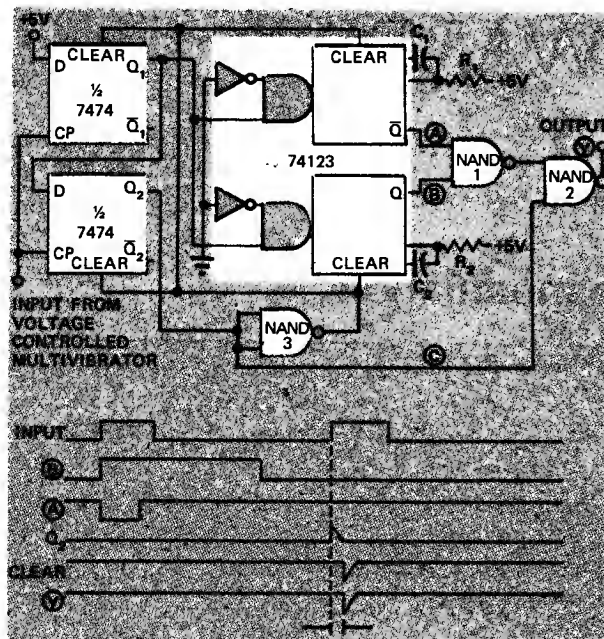 +5V
CLEAR
D Q₁
½
7474
CP Q̅₁
D Q₂
½
7474
CP Q̅₂
CLEAR
INPUT FROM
VOLTAGE
CONTROLLED
MULTIVIBRATOR
CLEAR
C₁
R₁
+5V
Q̅
A
74123
Q
B
CLEAR
+5V
R₂
C₂
NAND
1
OUTPUT
Y
NAND
2
NAND
3
C
INPUT
B
A
Q
CLEAR
Y